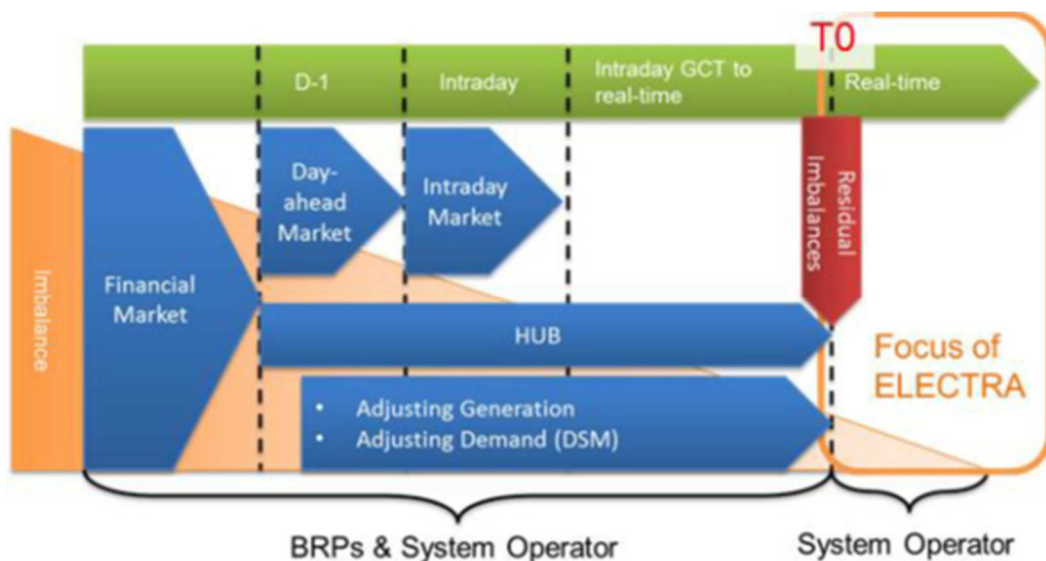 T0
D-1
Intraday
Intraday GCT to
real-time
Real-time
Imbalance
Financial
Market
Day-
ahead
Market
Intraday
Market
Residual
Imbalances
HUB
• Adjusting Generation
• Adjusting Demand (DSM)
Focus of
ELECTRA
BRPs & System Operator
System Operator